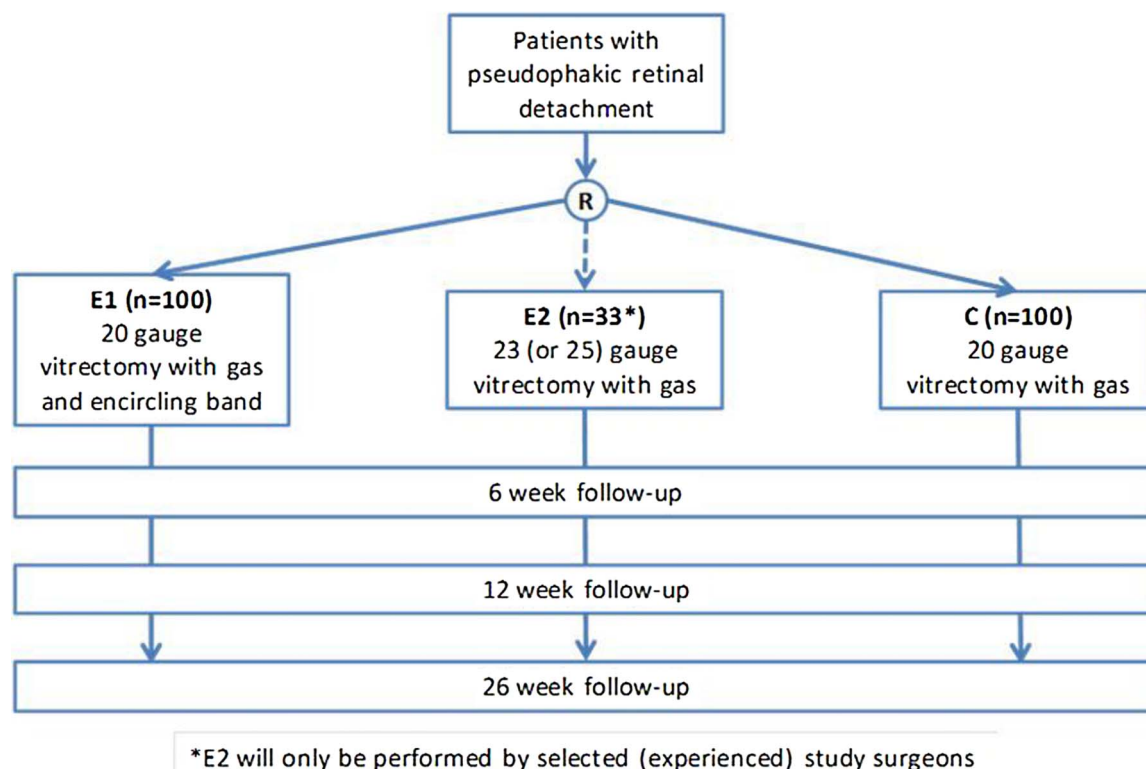 Patients with
pseudophakic retinal
detachment
R
E1 (n=100)
20 gauge
vitrectomy with gas
and encircling band
E2 (n=33*)
23 (or 25) gauge
vitrectomy with gas
C (n=100)
20 gauge
vitrectomy with gas
6 week follow-up
12 week follow-up
26 week follow-up
*E2 will only be performed by selected (experienced) study surgeons